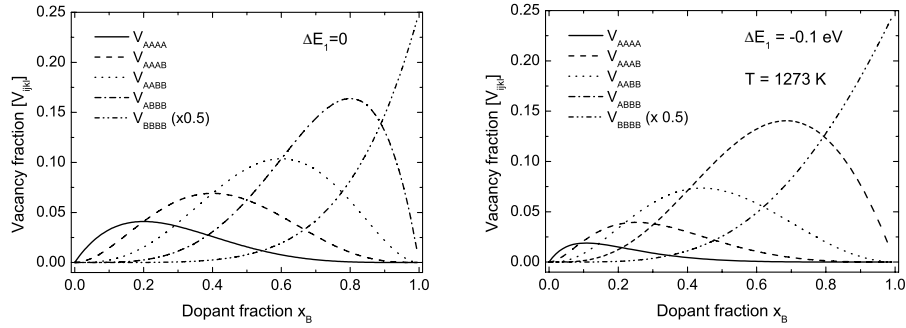 0.25
0.20
0.15
0.10
0.05
0.00
Vacancy fraction [V_ijkl]
V_AAAA
V_AAAB
V_AABB
V_ABBB
V_BBBB (x0.5)
ΔE_1=0
0.0 0.2 0.4 0.6 0.8 1.0
Dopant fraction x_B
0.25
0.20
0.15
0.10
0.05
0.00
Vacancy fraction [V_ijkl]
V_AAAA
V_AAAB
V_AABB
V_ABBB
V_BBBB (x 0.5)
ΔE_1 = -0.1 eV
T = 1273 K
0.0 0.2 0.4 0.6 0.8 1.0
Dopant fraction x_B